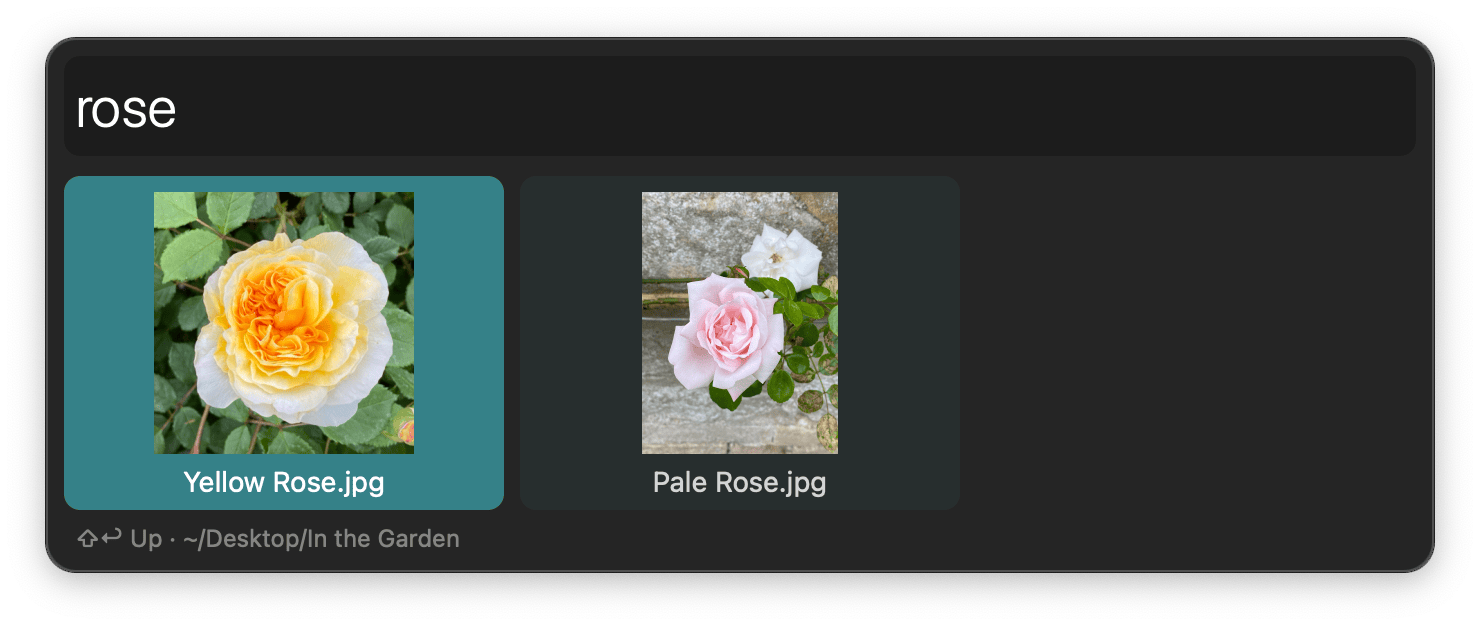 rose
Yellow Rose.jpg
Pale Rose.jpg
⇧↩ Up · ~/Desktop/In the Garden